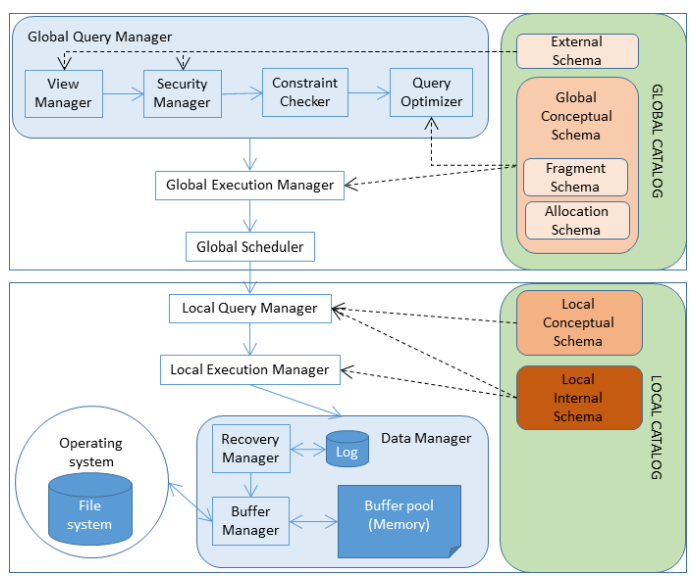 Global Query Manager
View
Manager
Security
Manager
Constraint
Checker
Query
Optimizer
External
Schema
Global
Conceptual
Schema
Fragment
Schema
Allocation
Schema
GLOBAL CATALOG
Global Execution Manager
Global Scheduler
Local Query Manager
Local Execution Manager
Local
Conceptual
Schema
Local
Internal
Schema
LOCAL CATALOG
Operating
system
File
system
Recovery
Manager
Log
Data Manager
Buffer
Manager
Buffer pool
(Memory)